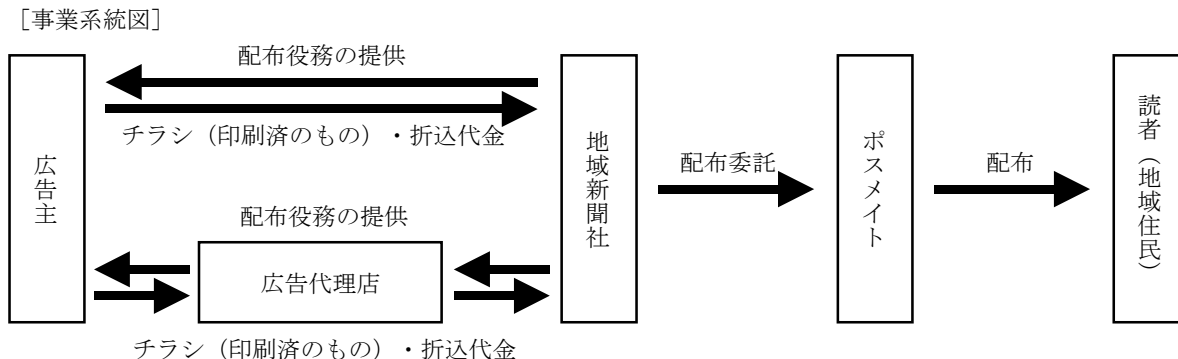 ［事業系統図］
配布役務の提供
チラシ（印刷済のもの）・折込代金
広告主
配布役務の提供
広告代理店
チラシ（印刷済のもの）・折込代金
地域新聞社
配布委託
ポスメイト
配布
読者（地域住民）